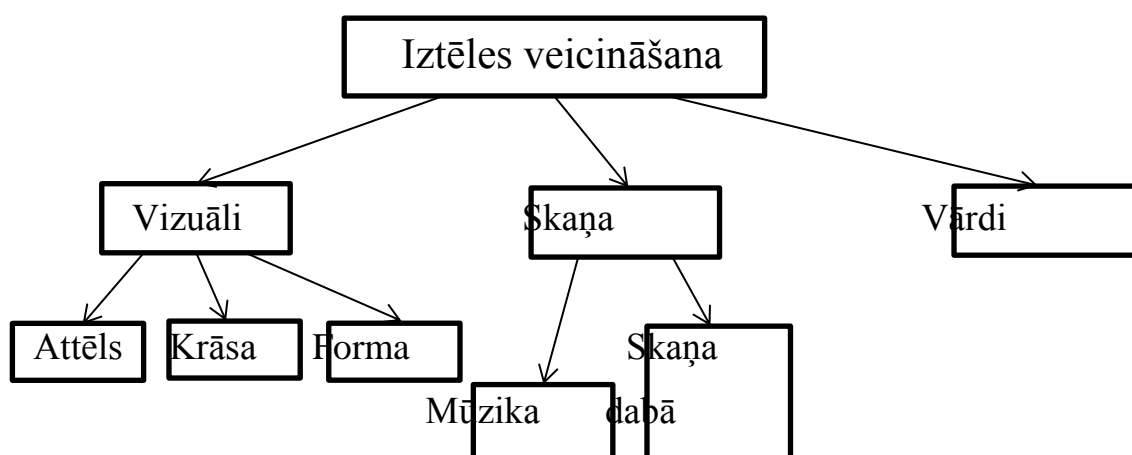 Iztēles veicināšana
Vizuāli
Skaņa
Vārdi
Attēls
Krāsa
Forma
Skaņa
Mūzika
dabā